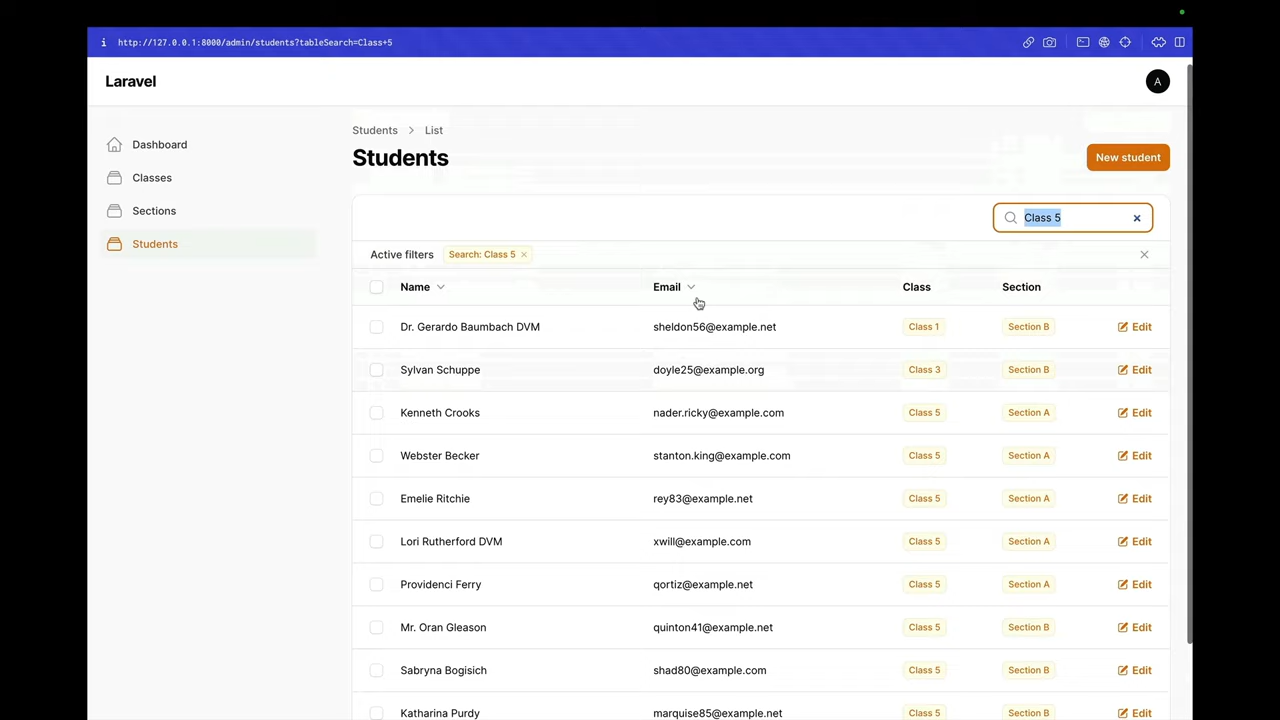 http://127.0.0.1:8000/admin/students?tableSearch=Class+5
Laravel
A
Dashboard
Classes
Sections
Students
Students > List
Students
New student
Class 5
Active filters Search: Class 5
Name Email Class Section
Dr. Gerardo Baumbach DVM sheldon56@example.net Class 1 Section B Edit
Sylvan Schuppe doyle25@example.org Class 3 Section B Edit
Kenneth Crooks nader.ricky@example.com Class 5 Section A Edit
Webster Becker stanton.king@example.com Class 5 Section A Edit
Emelie Ritchie rey83@example.net Class 5 Section A Edit
Lori Rutherford DVM xwill@example.com Class 5 Section A Edit
Providenci Ferry qortiz@example.net Class 5 Section A Edit
Mr. Oran Gleason quinton41@example.net Class 5 Section B Edit
Sabryna Bogisich shad80@example.com Class 5 Section B Edit
Katharina Purdy marquise85@example.net Class 5 Section B Edit